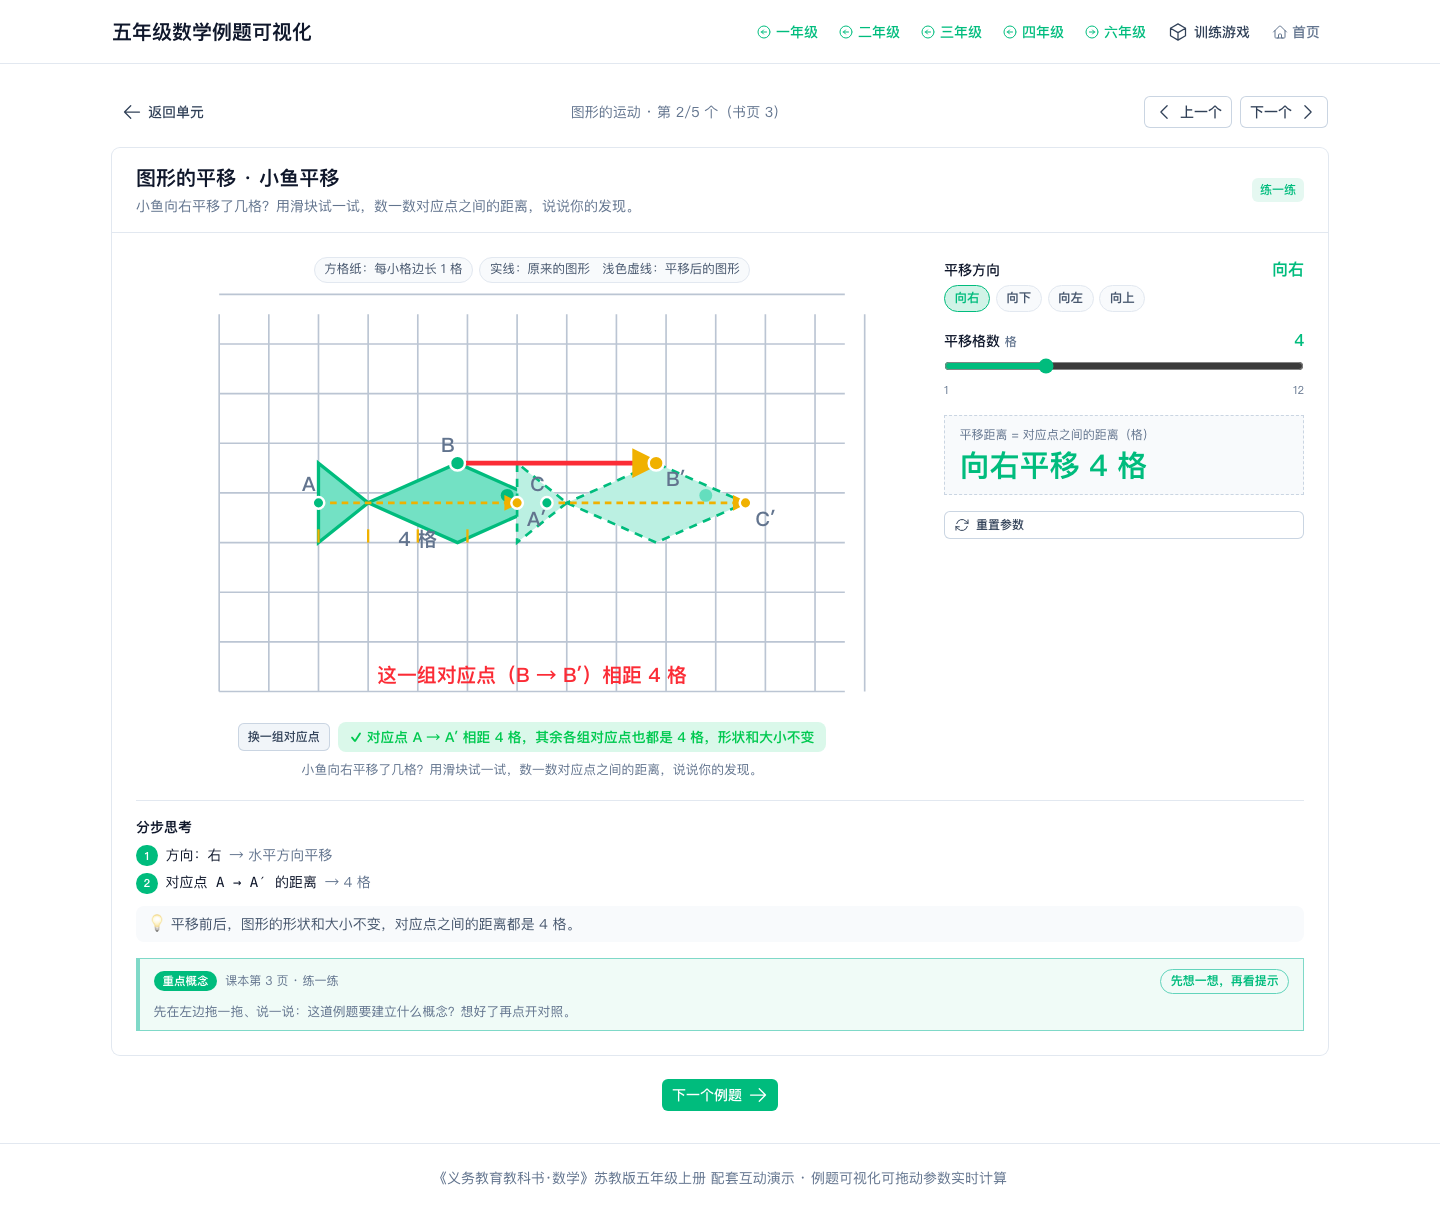 五年级数学例题可视化
一年级 二年级 三年级 四年级 六年级 训练游戏 首页
返回单元
图形的运动 · 第 2/5 个（书页 3）
上一个 下一个
图形的平移 · 小鱼平移
小鱼向右平移了几格？用滑块试一试，数一数对应点之间的距离，说说你的发现。
练一练
方格纸：每小格边长 1 格
实线：原来的图形 浅色虚线：平移后的图形
B
A
C
B′
A′
C′
4 格
这一组对应点（B → B′）相距 4 格
换一组对应点
✓ 对应点 A → A′ 相距 4 格，其余各组对应点也都是 4 格，形状和大小不变
小鱼向右平移了几格？用滑块试一试，数一数对应点之间的距离，说说你的发现。
平移方向 向右
向右 向下 向左 向上
平移格数 格 4
1 12
平移距离 = 对应点之间的距离（格）
向右平移 4 格
重置参数
分步思考
1 方向：右 → 水平方向平移
2 对应点 A → A′ 的距离 → 4 格
平移前后，图形的形状和大小不变，对应点之间的距离都是 4 格。
重点概念 课本第 3 页 · 练一练
先想一想，再看提示
先在左边拖一拖、说一说：这道例题要建立什么概念？想好了再点开对照。
下一个例题
《义务教育教科书·数学》苏教版五年级上册 配套互动演示 · 例题可视化可拖动参数实时计算